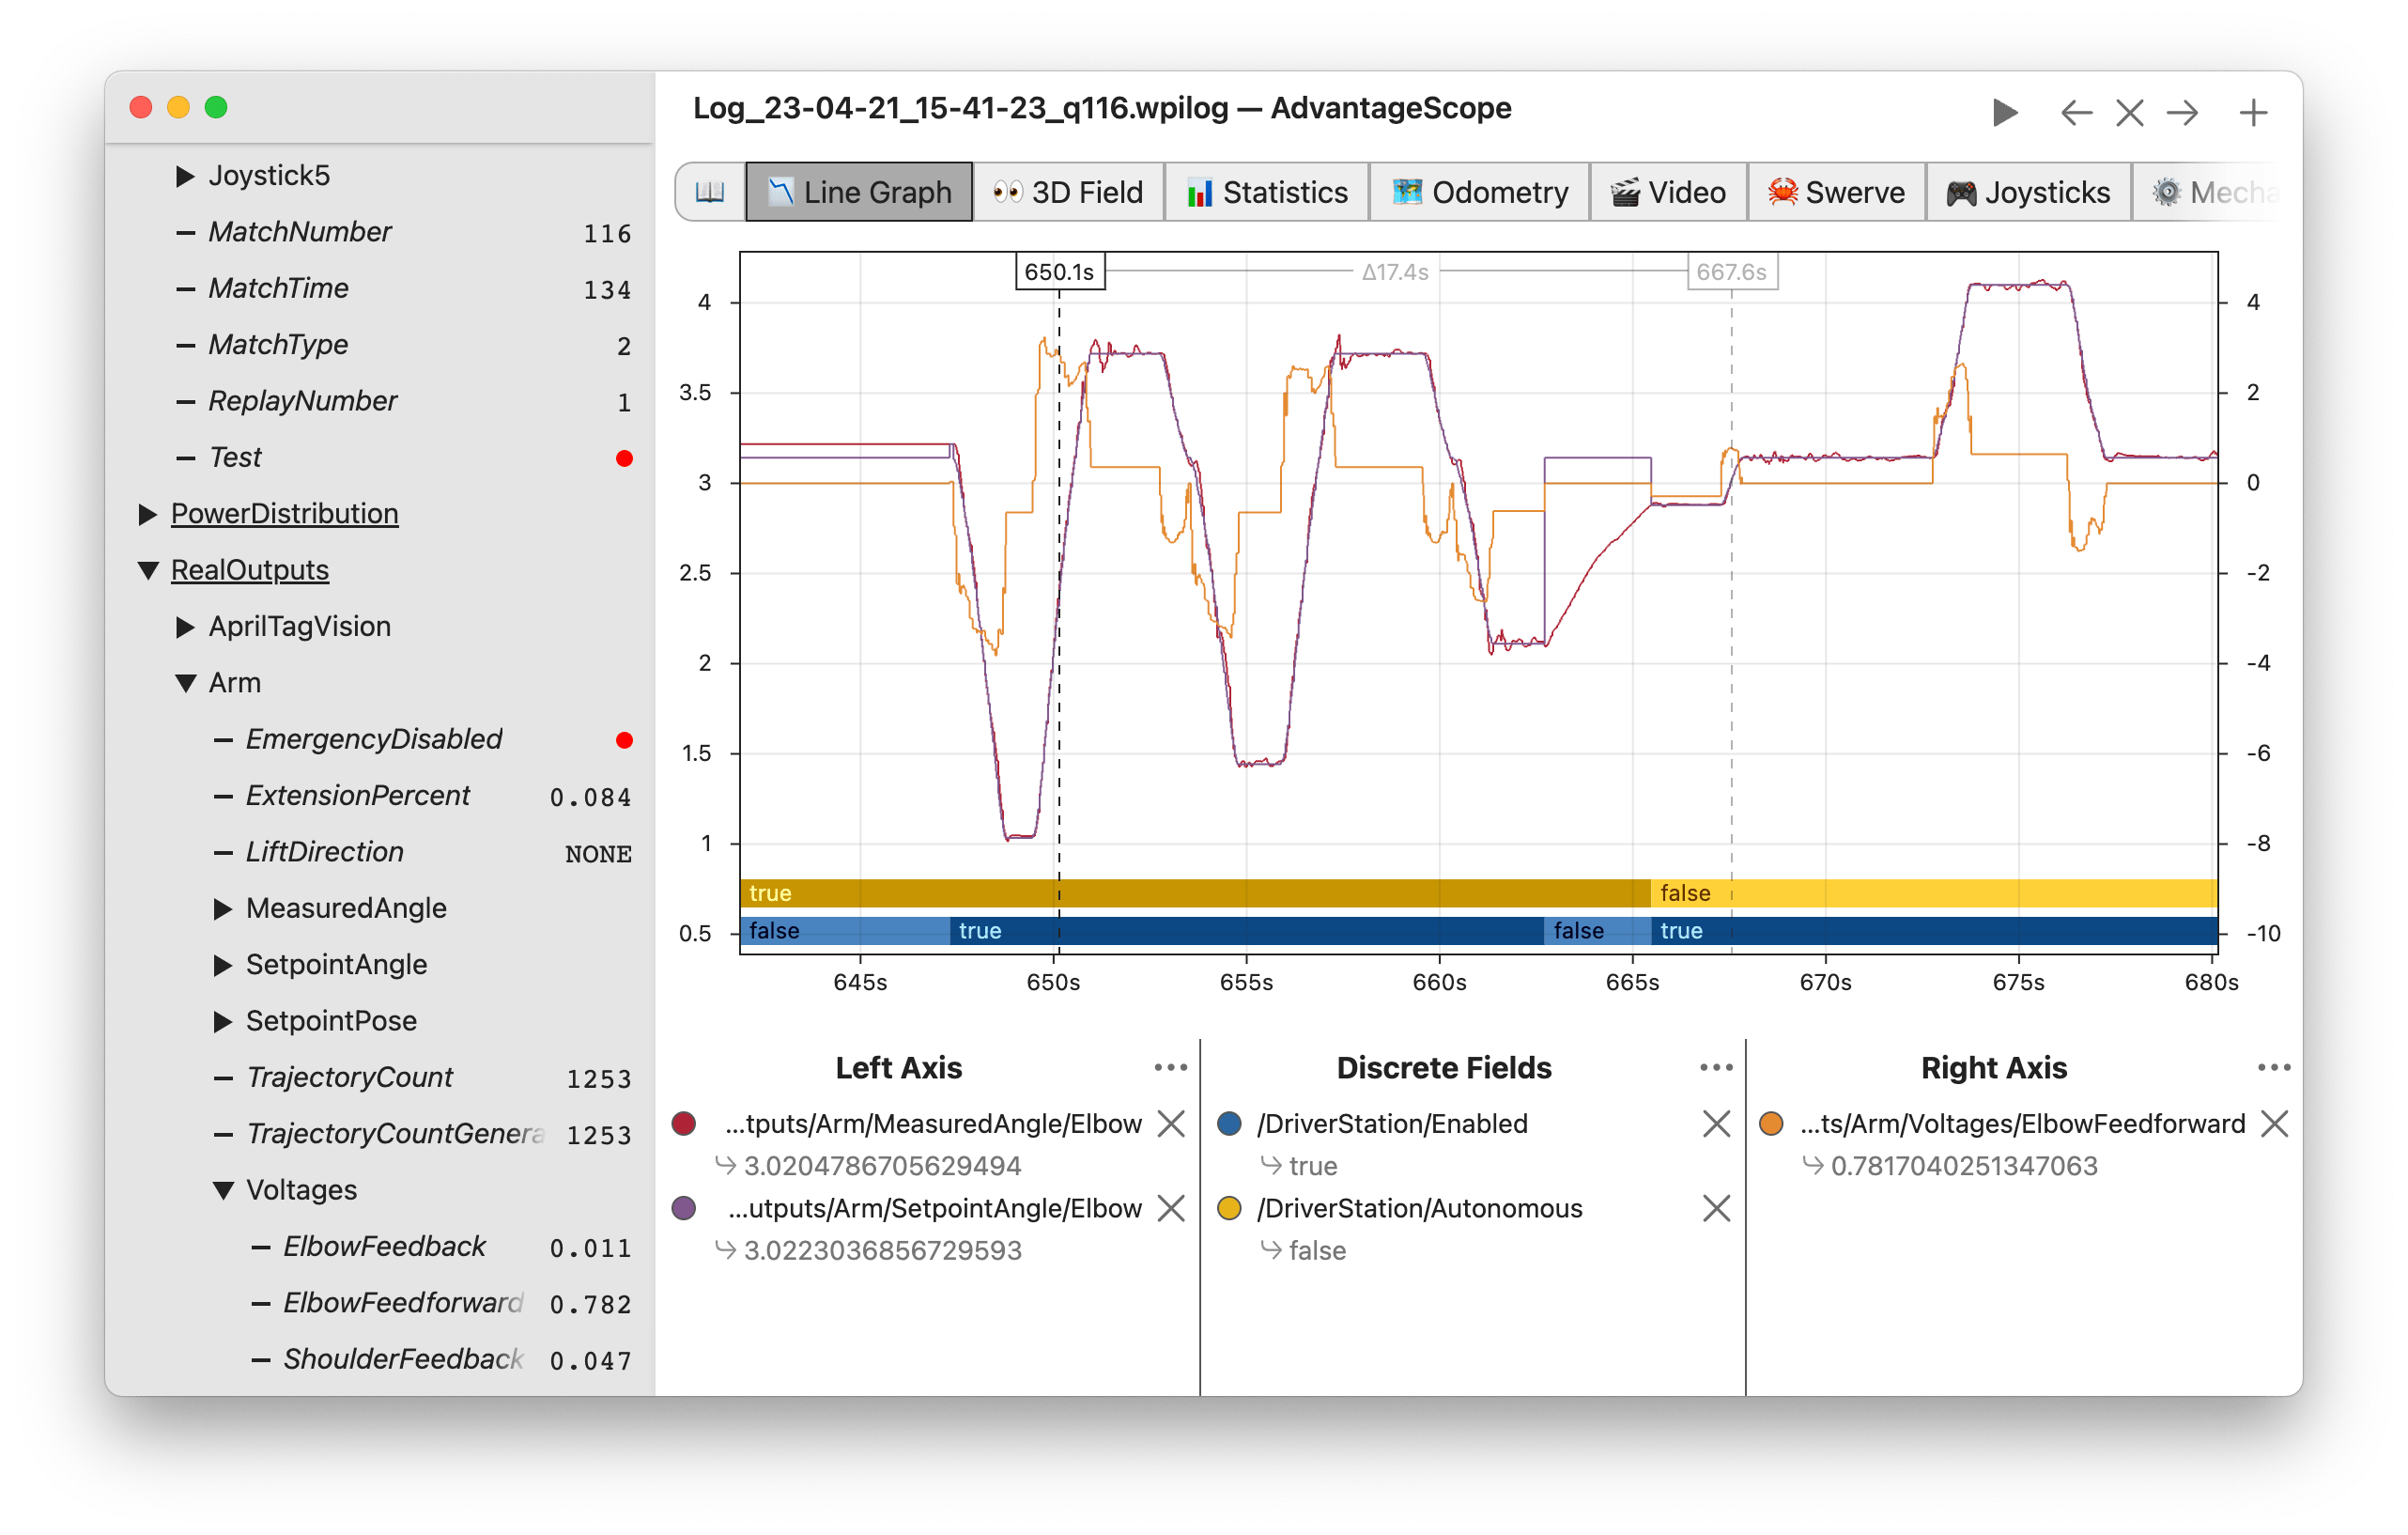 Log_23-04-21_15-41-23_q116.wpilog — AdvantageScope
Joystick5
MatchNumber 116
MatchTime 134
MatchType 2
ReplayNumber 1
Test
PowerDistribution
RealOutputs
AprilTagVision
Arm
EmergencyDisabled
ExtensionPercent 0.084
LiftDirection NONE
MeasuredAngle
SetpointAngle
SetpointPose
TrajectoryCount 1253
TrajectoryCountGenera 1253
Voltages
ElbowFeedback 0.011
ElbowFeedforward 0.782
ShoulderFeedback 0.047
Line Graph 3D Field Statistics Odometry Video Swerve Joysticks Mecha
650.1s Δ17.4s 667.6s
4 4
3.5 2
3 0
2.5 -2
2 -4
1.5 -6
1 -8
true false
0.5 false true false true -10
645s 650s 655s 660s 665s 670s 675s 680s
Left Axis
...tputs/Arm/MeasuredAngle/Elbow
3.0204786705629494
...utputs/Arm/SetpointAngle/Elbow
3.0223036856729593
Discrete Fields
/DriverStation/Enabled
true
/DriverStation/Autonomous
false
Right Axis
...ts/Arm/Voltages/ElbowFeedforward
0.7817040251347063